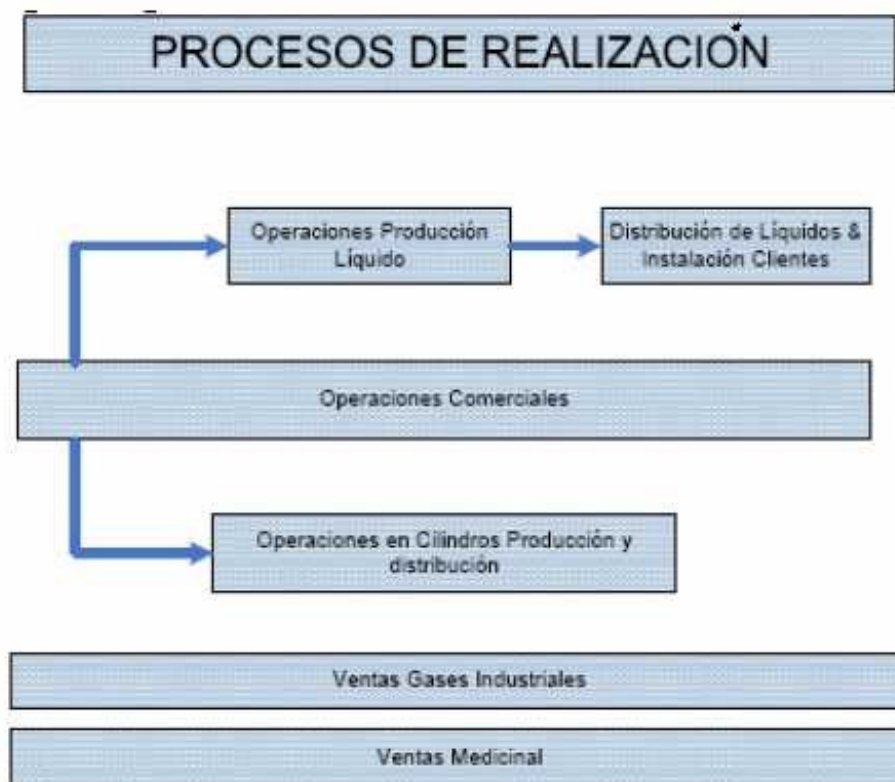 PROCESOS DE REALIZACIÓN
Operaciones Producción
Líquido
Distribución de Líquidos &
Instalación Clientes
Operaciones Comerciales
Operaciones en Cilindros Producción y
distribución
Ventas Gases Industriales
Ventas Medicinal